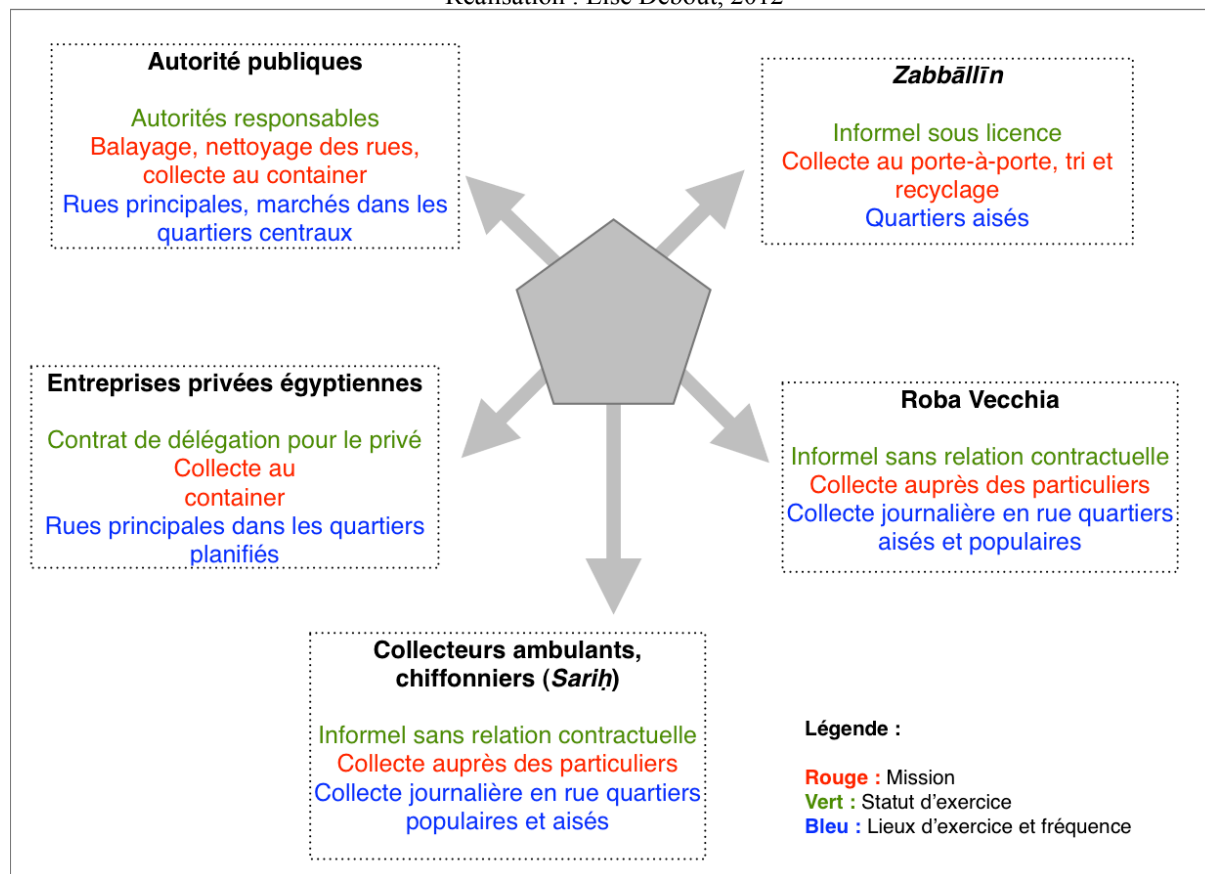 Réalisation : Élise Debout, 2012
Autorité publiques
Autorités responsables
Balayage, nettoyage des rues,
collecte au container
Rues principales, marchés dans les
quartiers centraux
Zabbāllīn
Informel sous licence
Collecte au porte-à-porte, tri et
recyclage
Quartiers aisés
Entreprises privées égyptiennes
Contrat de délégation pour le privé
Collecte au
container
Rues principales dans les quartiers
planifiés
Roba Vecchia
Informel sans relation contractuelle
Collecte auprès des particuliers
Collecte journalière en rue quartiers
aisés et populaires
Collecteurs ambulants,
chiffonniers (Sariḥ)
Informel sans relation contractuelle
Collecte auprès des particuliers
Collecte journalière en rue quartiers
populaires et aisés
Légende :
Rouge : Mission
Vert : Statut d'exercice
Bleu : Lieux d'exercice et fréquence